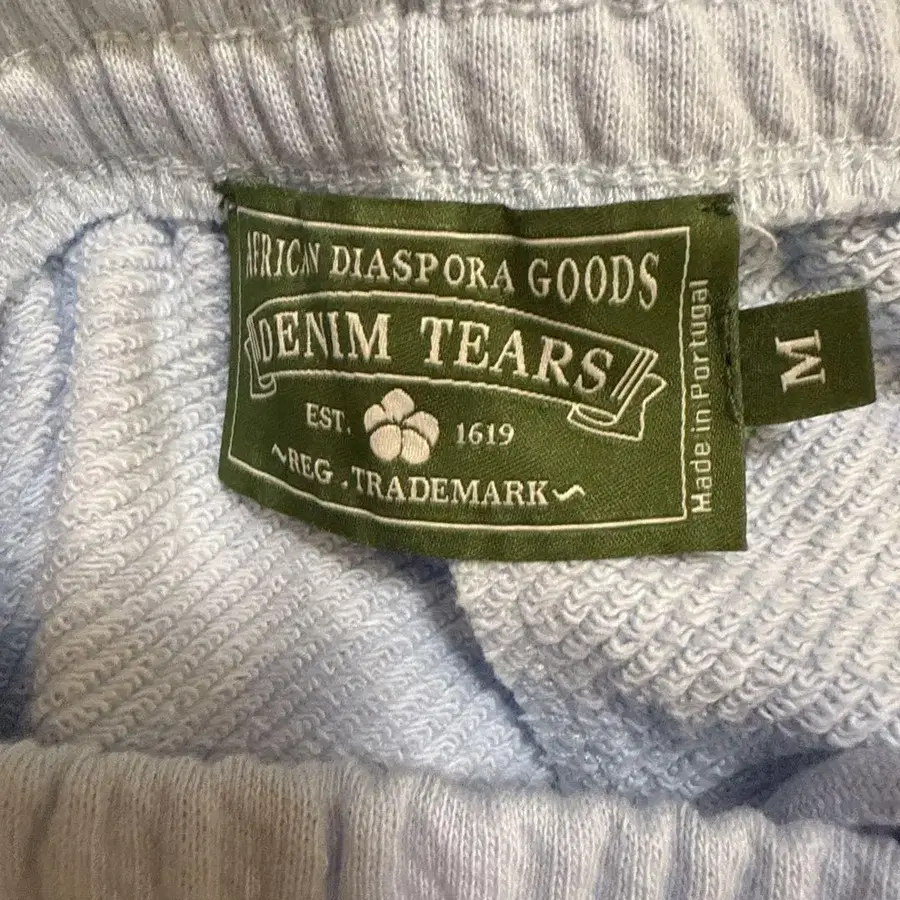 AFRICAN DIASPORA GOODS
DENIM TEARS
EST. 1619
~REG. TRADEMARK~
Made in Portugal
M